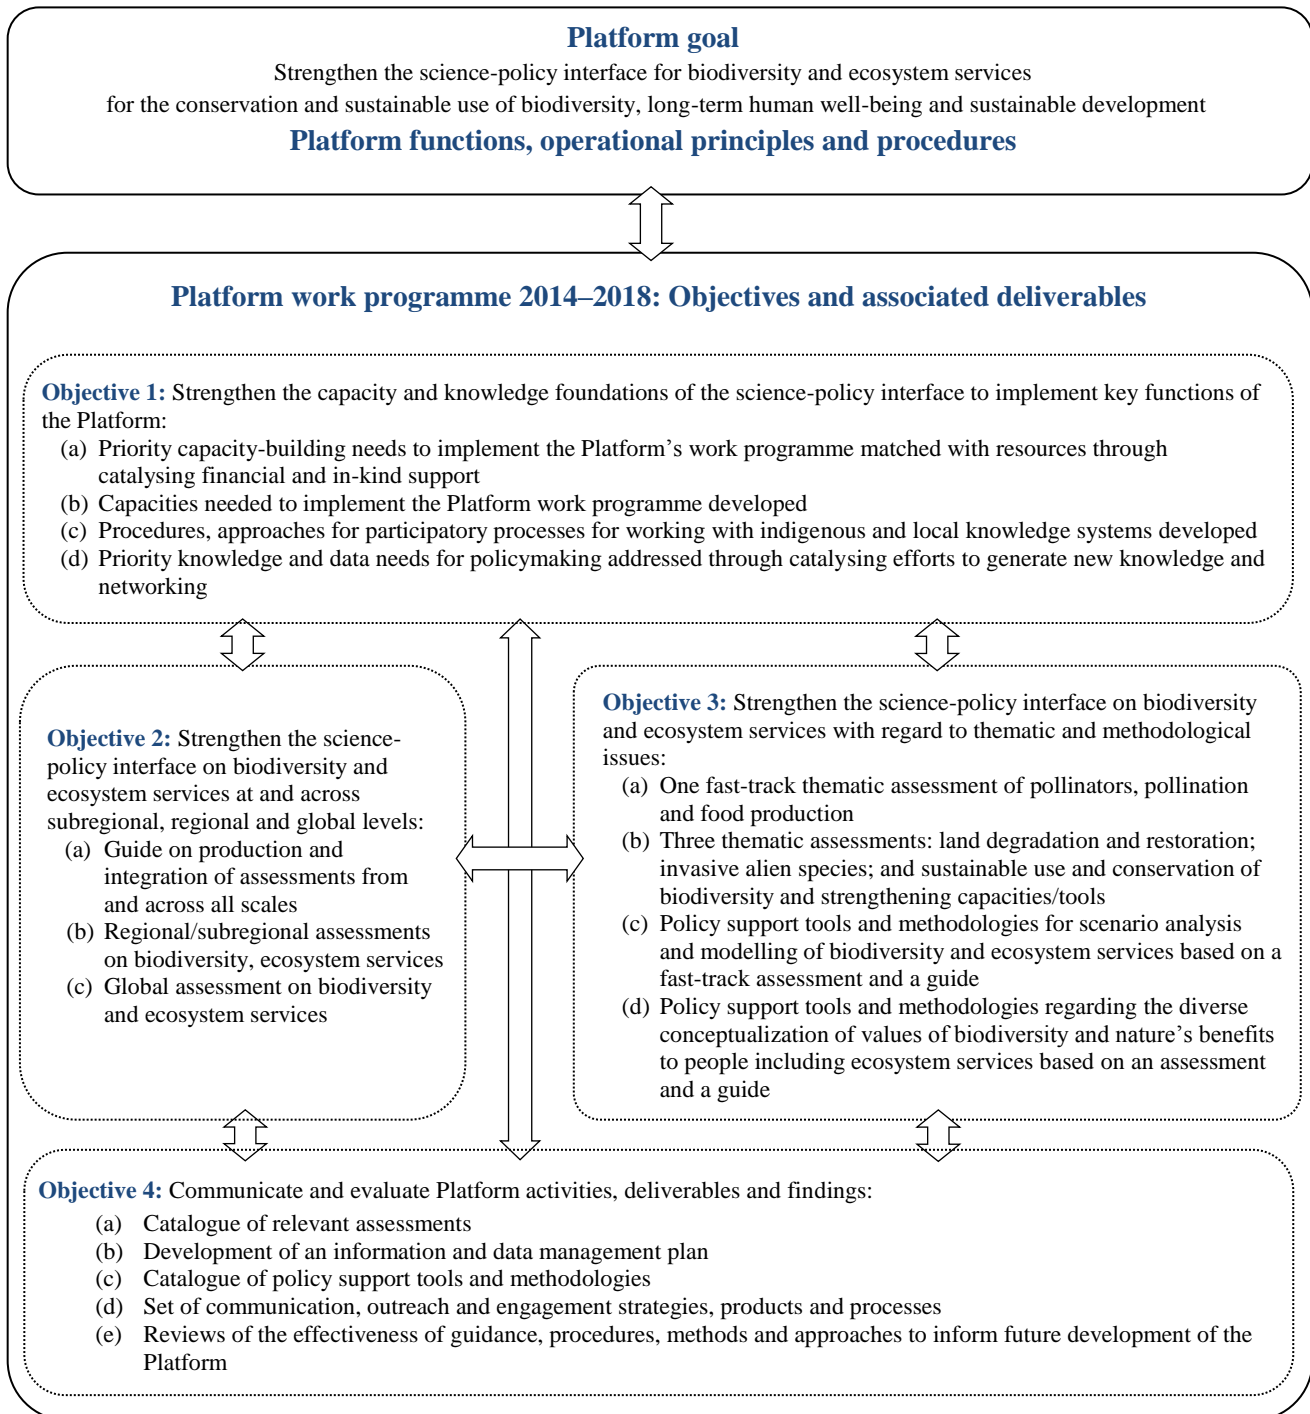 Platform goal
Strengthen the science-policy interface for biodiversity and ecosystem services
for the conservation and sustainable use of biodiversity, long-term human well-being and sustainable development
Platform functions, operational principles and procedures
Platform work programme 2014–2018: Objectives and associated deliverables
Objective 1: Strengthen the capacity and knowledge foundations of the science-policy interface to implement key functions of
the Platform:
(a) Priority capacity-building needs to implement the Platform’s work programme matched with resources through
catalysing financial and in-kind support
(b) Capacities needed to implement the Platform work programme developed
(c) Procedures, approaches for participatory processes for working with indigenous and local knowledge systems developed
(d) Priority knowledge and data needs for policymaking addressed through catalysing efforts to generate new knowledge and
networking
Objective 2: Strengthen the science-
policy interface on biodiversity and
ecosystem services at and across
subregional, regional and global levels:
(a) Guide on production and
integration of assessments from
and across all scales
(b) Regional/subregional assessments
on biodiversity, ecosystem services
(c) Global assessment on biodiversity
and ecosystem services
Objective 3: Strengthen the science-policy interface on biodiversity
and ecosystem services with regard to thematic and methodological
issues:
(a) One fast-track thematic assessment of pollinators, pollination
and food production
(b) Three thematic assessments: land degradation and restoration;
invasive alien species; and sustainable use and conservation of
biodiversity and strengthening capacities/tools
(c) Policy support tools and methodologies for scenario analysis
and modelling of biodiversity and ecosystem services based on a
fast-track assessment and a guide
(d) Policy support tools and methodologies regarding the diverse
conceptualization of values of biodiversity and nature’s benefits
to people including ecosystem services based on an assessment
and a guide
Objective 4: Communicate and evaluate Platform activities, deliverables and findings:
(a) Catalogue of relevant assessments
(b) Development of an information and data management plan
(c) Catalogue of policy support tools and methodologies
(d) Set of communication, outreach and engagement strategies, products and processes
(e) Reviews of the effectiveness of guidance, procedures, methods and approaches to inform future development of the
Platform